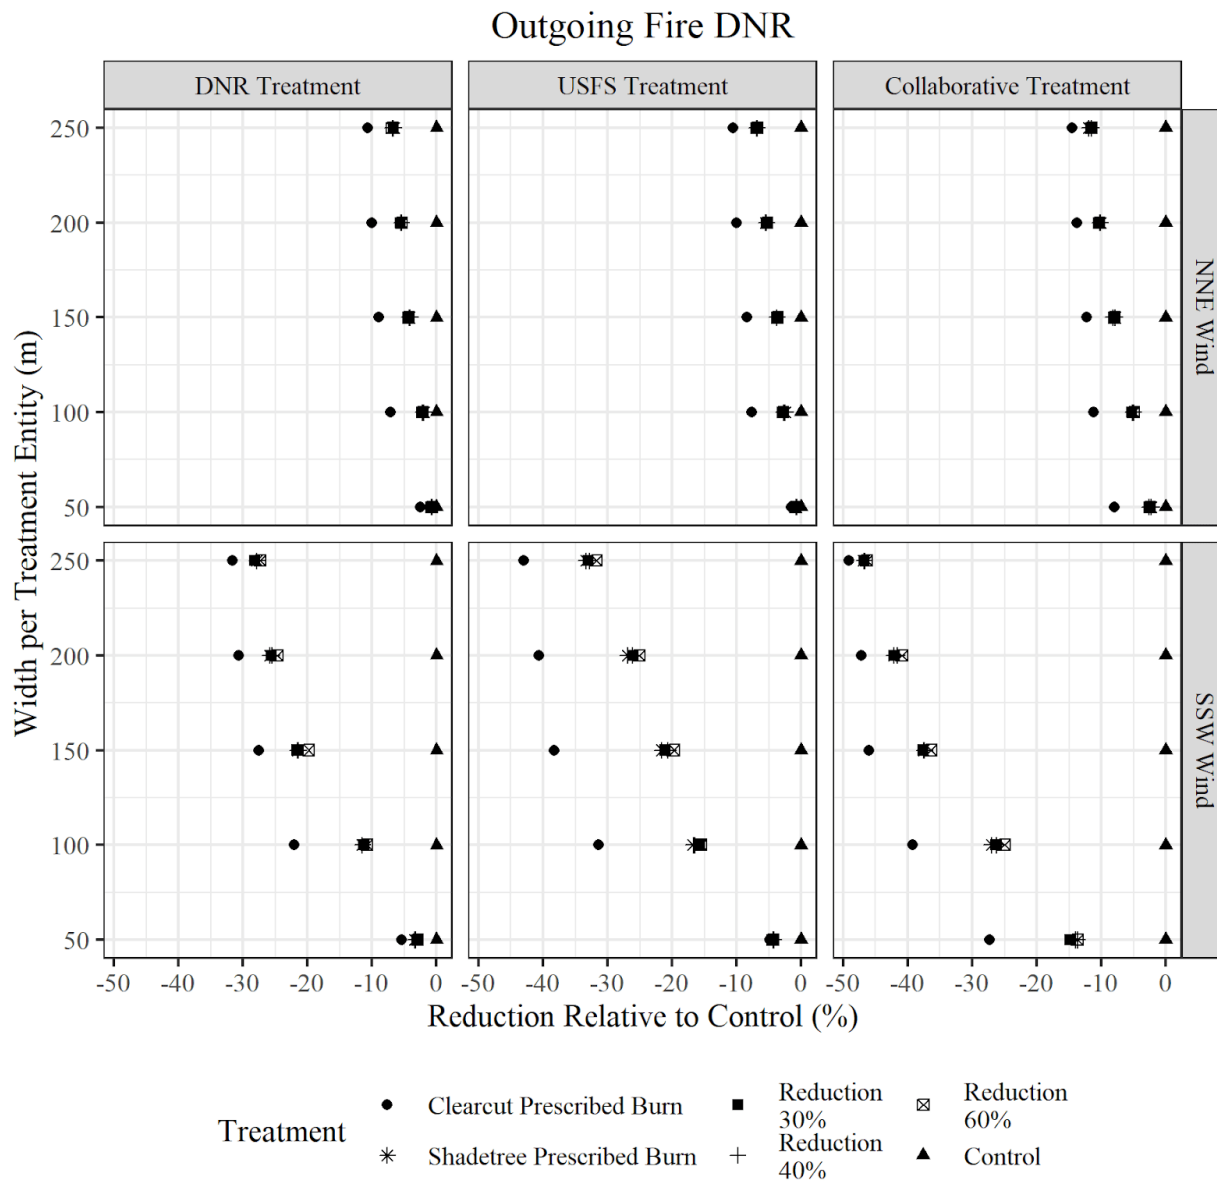 Outgoing Fire DNR
DNR Treatment USFS Treatment Collaborative Treatment
250
200
150
100
50
NNE Wind
250
200
150
100
50
SSW Wind
Width per Treatment Entity (m)
-50 -40 -30 -20 -10 0 -50 -40 -30 -20 -10 0 -50 -40 -30 -20 -10 0
Reduction Relative to Control (%)
Treatment
Clearcut Prescribed Burn
Shadetree Prescribed Burn
Reduction
30%
Reduction
40%
Reduction
60%
Control